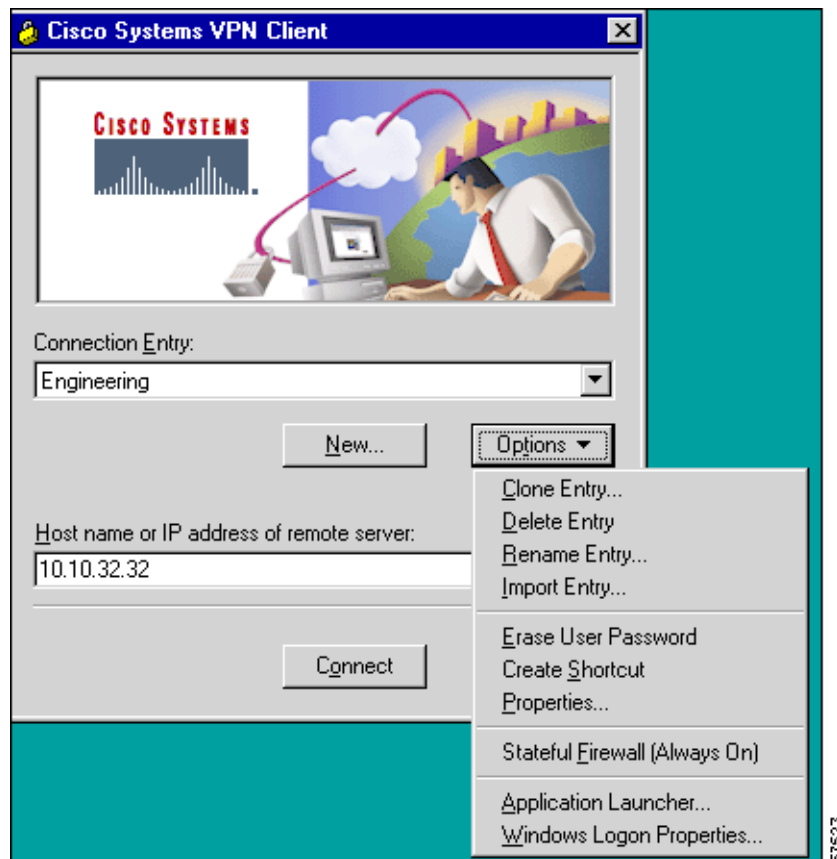 Cisco Systems VPN Client
CISCO SYSTEMS
Connection Entry:
Engineering
New...
Options
Clone Entry...
Delete Entry
Rename Entry...
Import Entry...
Erase User Password
Create Shortcut
Properties...
Stateful Firewall (Always On)
Application Launcher...
Windows Logon Properties...
Host name or IP address of remote server:
10.10.32.32
Connect